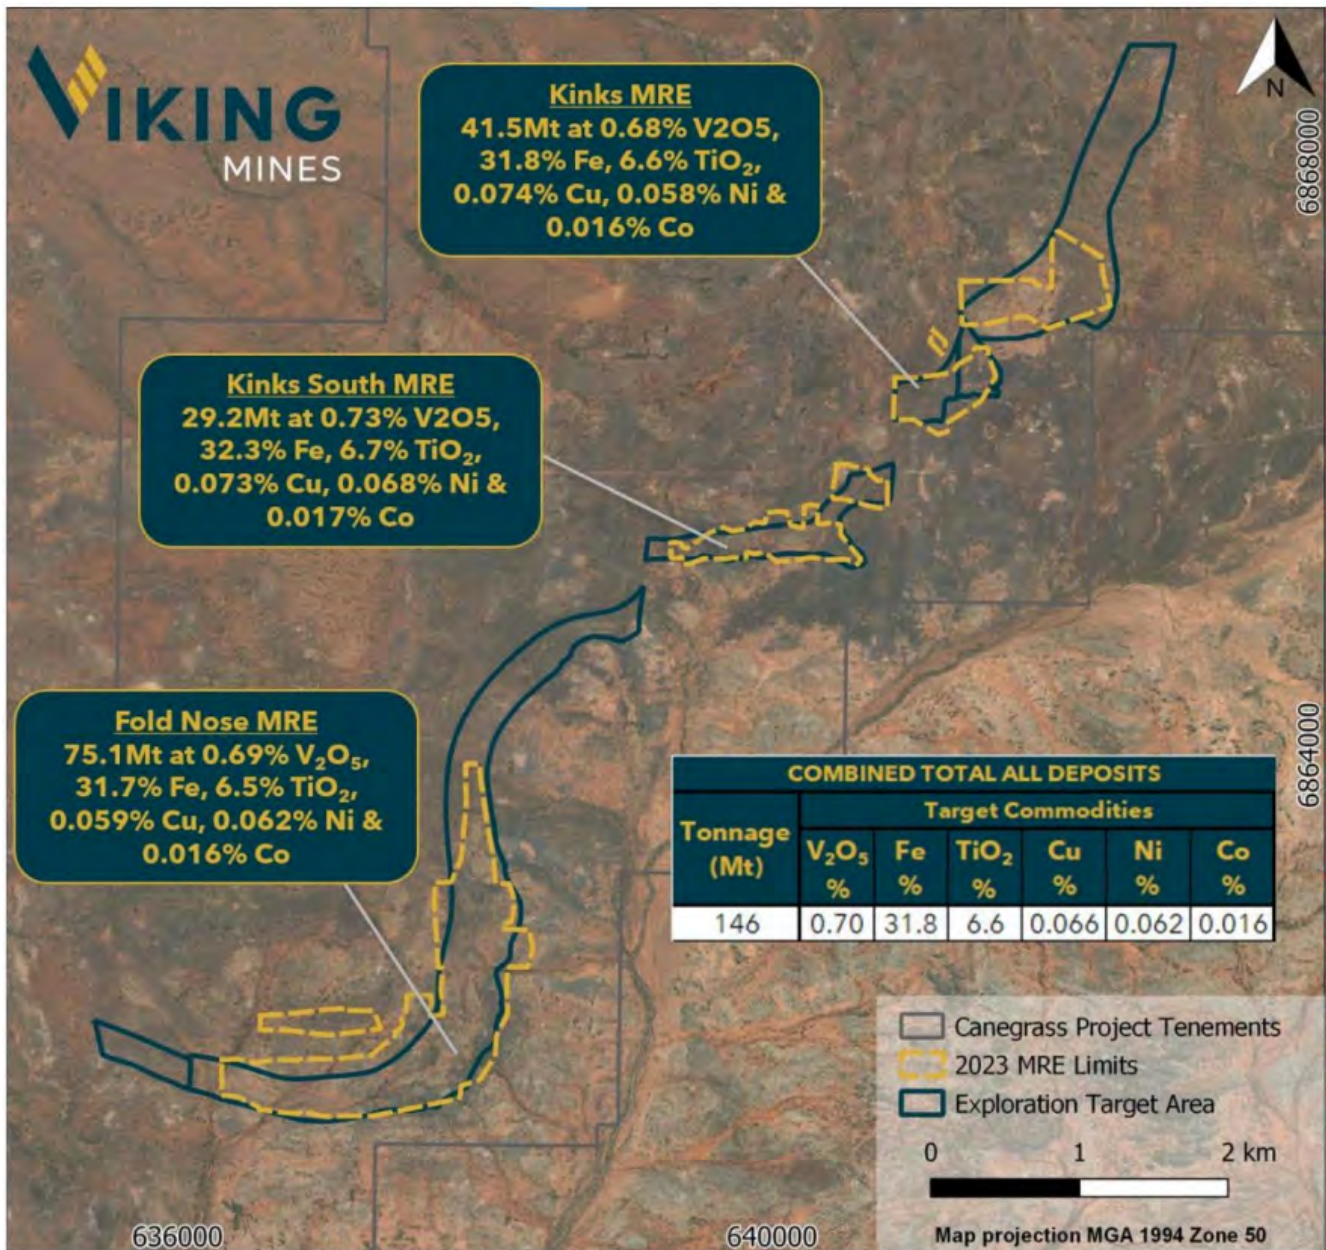 VIKING
MINES
N
Kinks MRE
41.5Mt at 0.68% V2O5,
31.8% Fe, 6.6% TiO₂,
0.074% Cu, 0.058% Ni &
0.016% Co
6868000
Kinks South MRE
29.2Mt at 0.73% V2O5,
32.3% Fe, 6.7% TiO₂,
0.073% Cu, 0.068% Ni &
0.017% Co
Fold Nose MRE
75.1Mt at 0.69% V₂O₅,
31.7% Fe, 6.5% TiO₂,
0.059% Cu, 0.062% Ni &
0.016% Co
6864000
COMBINED TOTAL ALL DEPOSITS
Tonnage (Mt)
Target Commodities
V₂O₅ % Fe % TiO₂ % Cu % Ni % Co %
146 0.70 31.8 6.6 0.066 0.062 0.016
Canegrass Project Tenements
2023 MRE Limits
Exploration Target Area
0 1 2 km
Map projection MGA 1994 Zone 50
636000
640000